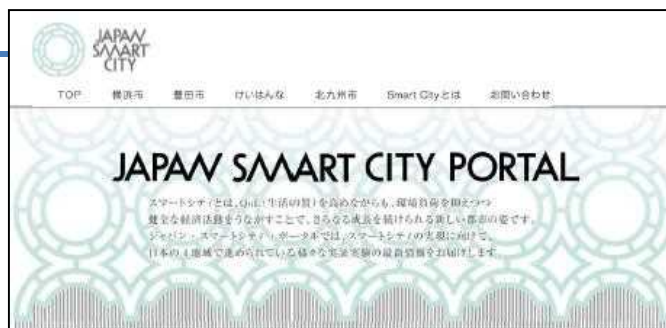 JAPAN
SMART
CITY
TOP 横浜市 豊田市 けいはんな 北九州市 Smart Cityとは お問い合わせ
JAPAN SMART CITY PORTAL
スマートシティとは、QoL(生活の質)を高めながらも、環境負荷を抑えつつ
健全な経済活動をうながすことで、さらなる成長を続けられる新しい都市の姿です。
ジャパン・スマートシティ・ポータルでは、スマートシティの実現に向けて、
日本の4地域で進められている様々な実証実験の最新情報をお届けします。